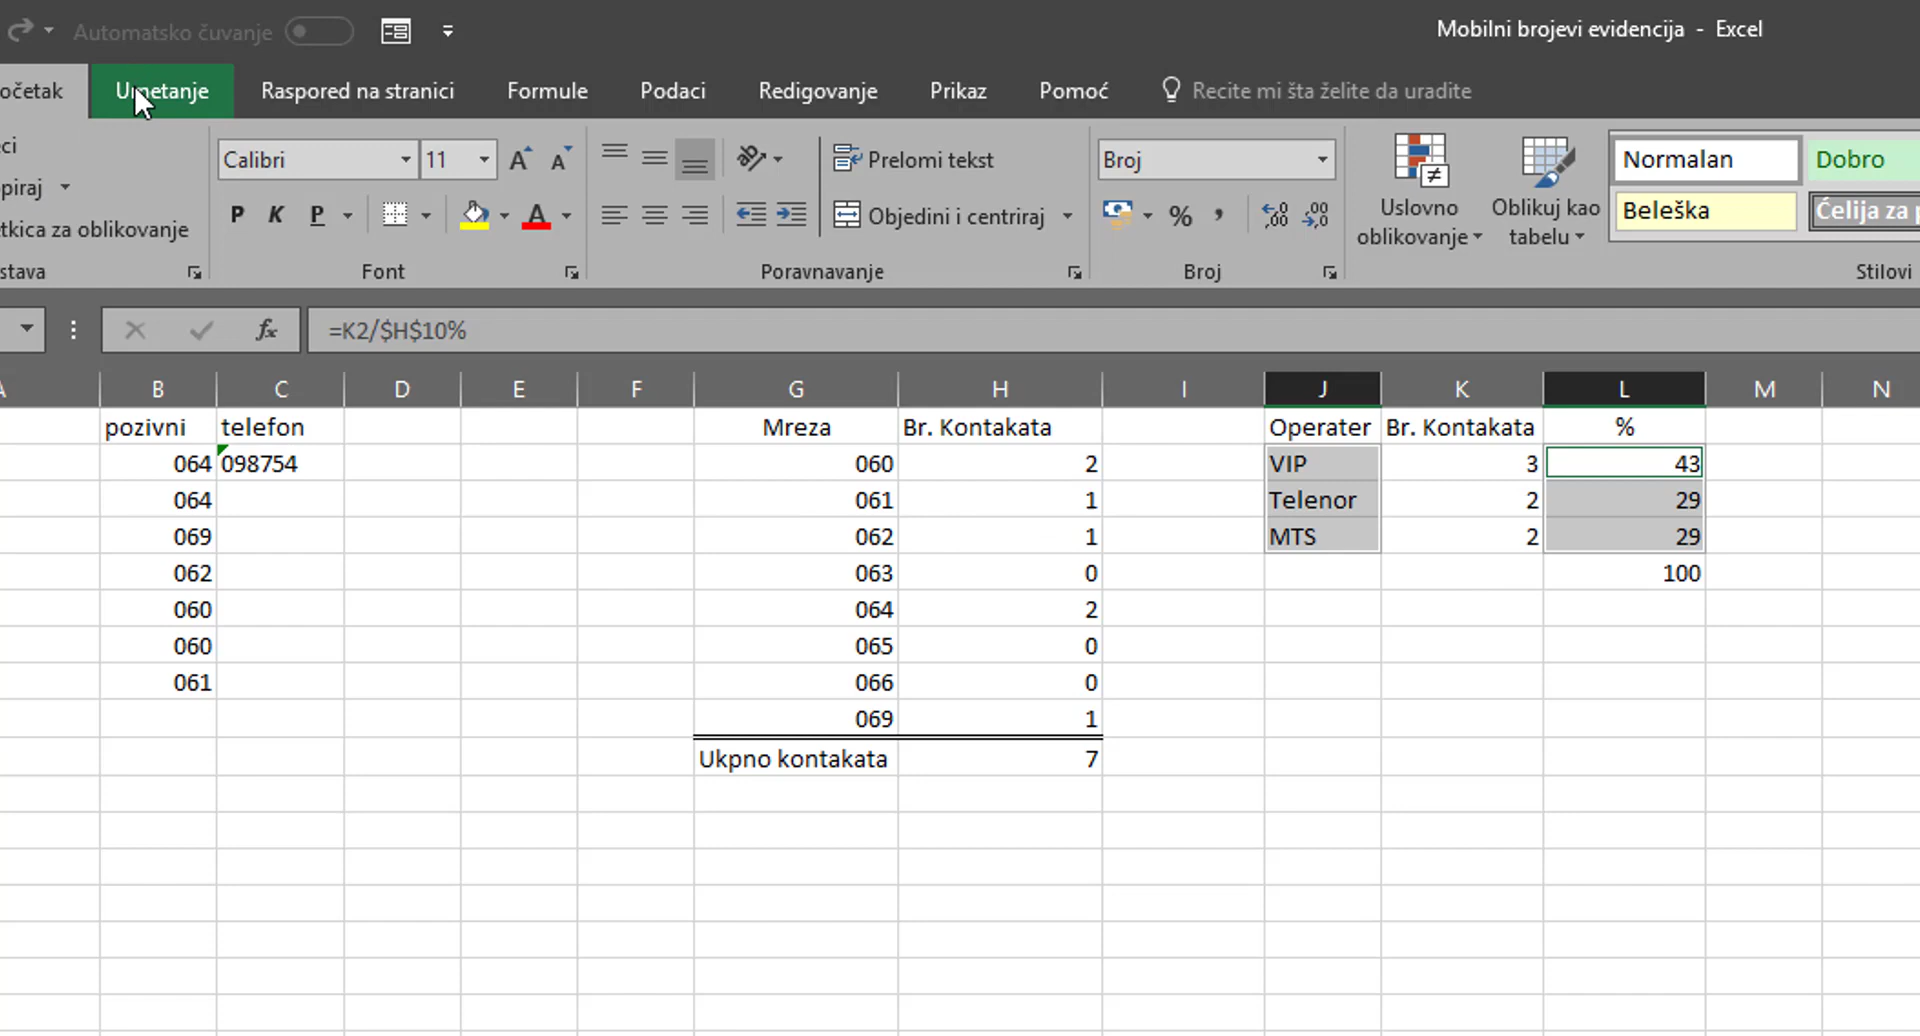 Automatsko čuvanje
Mobilni brojevi evidencija - Excel
očetak Umetanje Raspored na stranici Formule Podaci Redigovanje Prikaz Pomoć Recite mi šta želite da uradite
eci
Calibri 11 A A Prelomi tekst Broj Normalan Dobro
piraj
P K P A Objedini i centriraj % Uslovno oblikovanje Oblikuj kao tabelu Beleška Ćelija za p
tkica za oblikovanje
stava Font Poravnavanje Broj Stilovi
fx =K2/$H$10%
A B C D E F G H I J K L M N
pozivni telefon Mreza Br. Kontakata Operater Br. Kontakata %
064 098754 060 2 VIP 3 43
064 061 1 Telenor 2 29
069 062 1 MTS 2 29
062 063 0 100
060 064 2
060 065 0
061 066 0
069 1
Ukpno kontakata 7